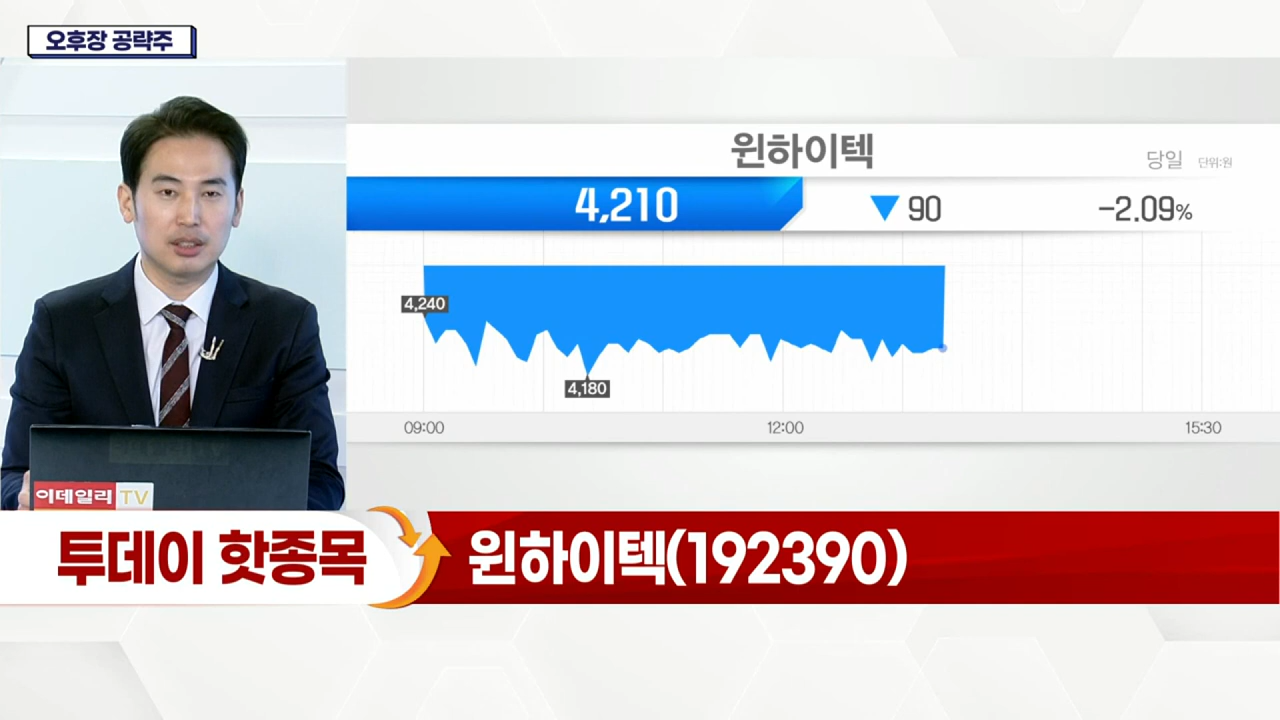 오후장 공략주
윈하이텍
당일 단위:원
4,210 ▼ 90 -2.09%
4,240
4,180
09:00 12:00 15:30
이데일리 TV
투데이 핫종목 윈하이텍(192390)